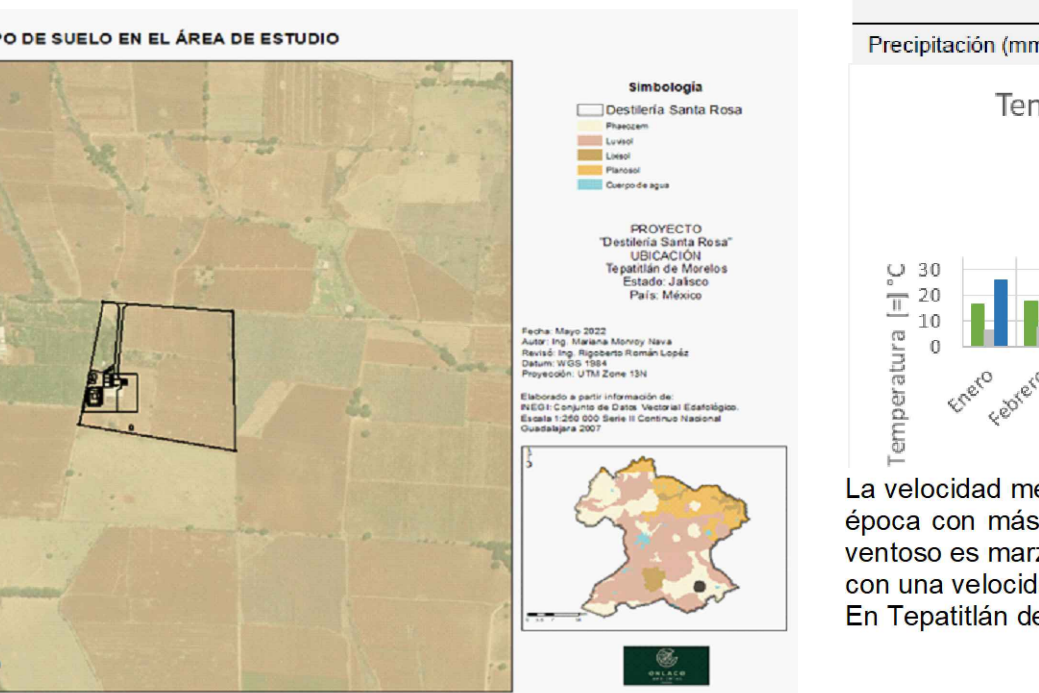 PO DE SUELO EN EL ÁREA DE ESTUDIO
Simbología
Destilería Santa Rosa
Phaeozem
Luvisol
Lixisol
Planosol
Cuerpo de agua
PROYECTO
"Destilería Santa Rosa"
UBICACIÓN
Tepatitlán de Morelos
Estado: Jalisco
País: México
Fecha: Mayo 2022
Autor: Ing. Mariana Monroy Nava
Revisó: Ing. Rigoberto Román Lopéz
Datum: WGS 1984
Proyección: UTM Zone 13N
Elaborado a partir información de:
INEGI: Conjunto de Datos Vectorial Edafológico.
Escala 1:250 000 Serie II Continuo Nacional
Guadalajara 2007
Precipitación (mm
Ten
Temperatura [=] °C
30
20
10
0
Enero
Febrero
La velocidad me
época con más
ventoso es marz
con una velocid
En Tepatitlán de